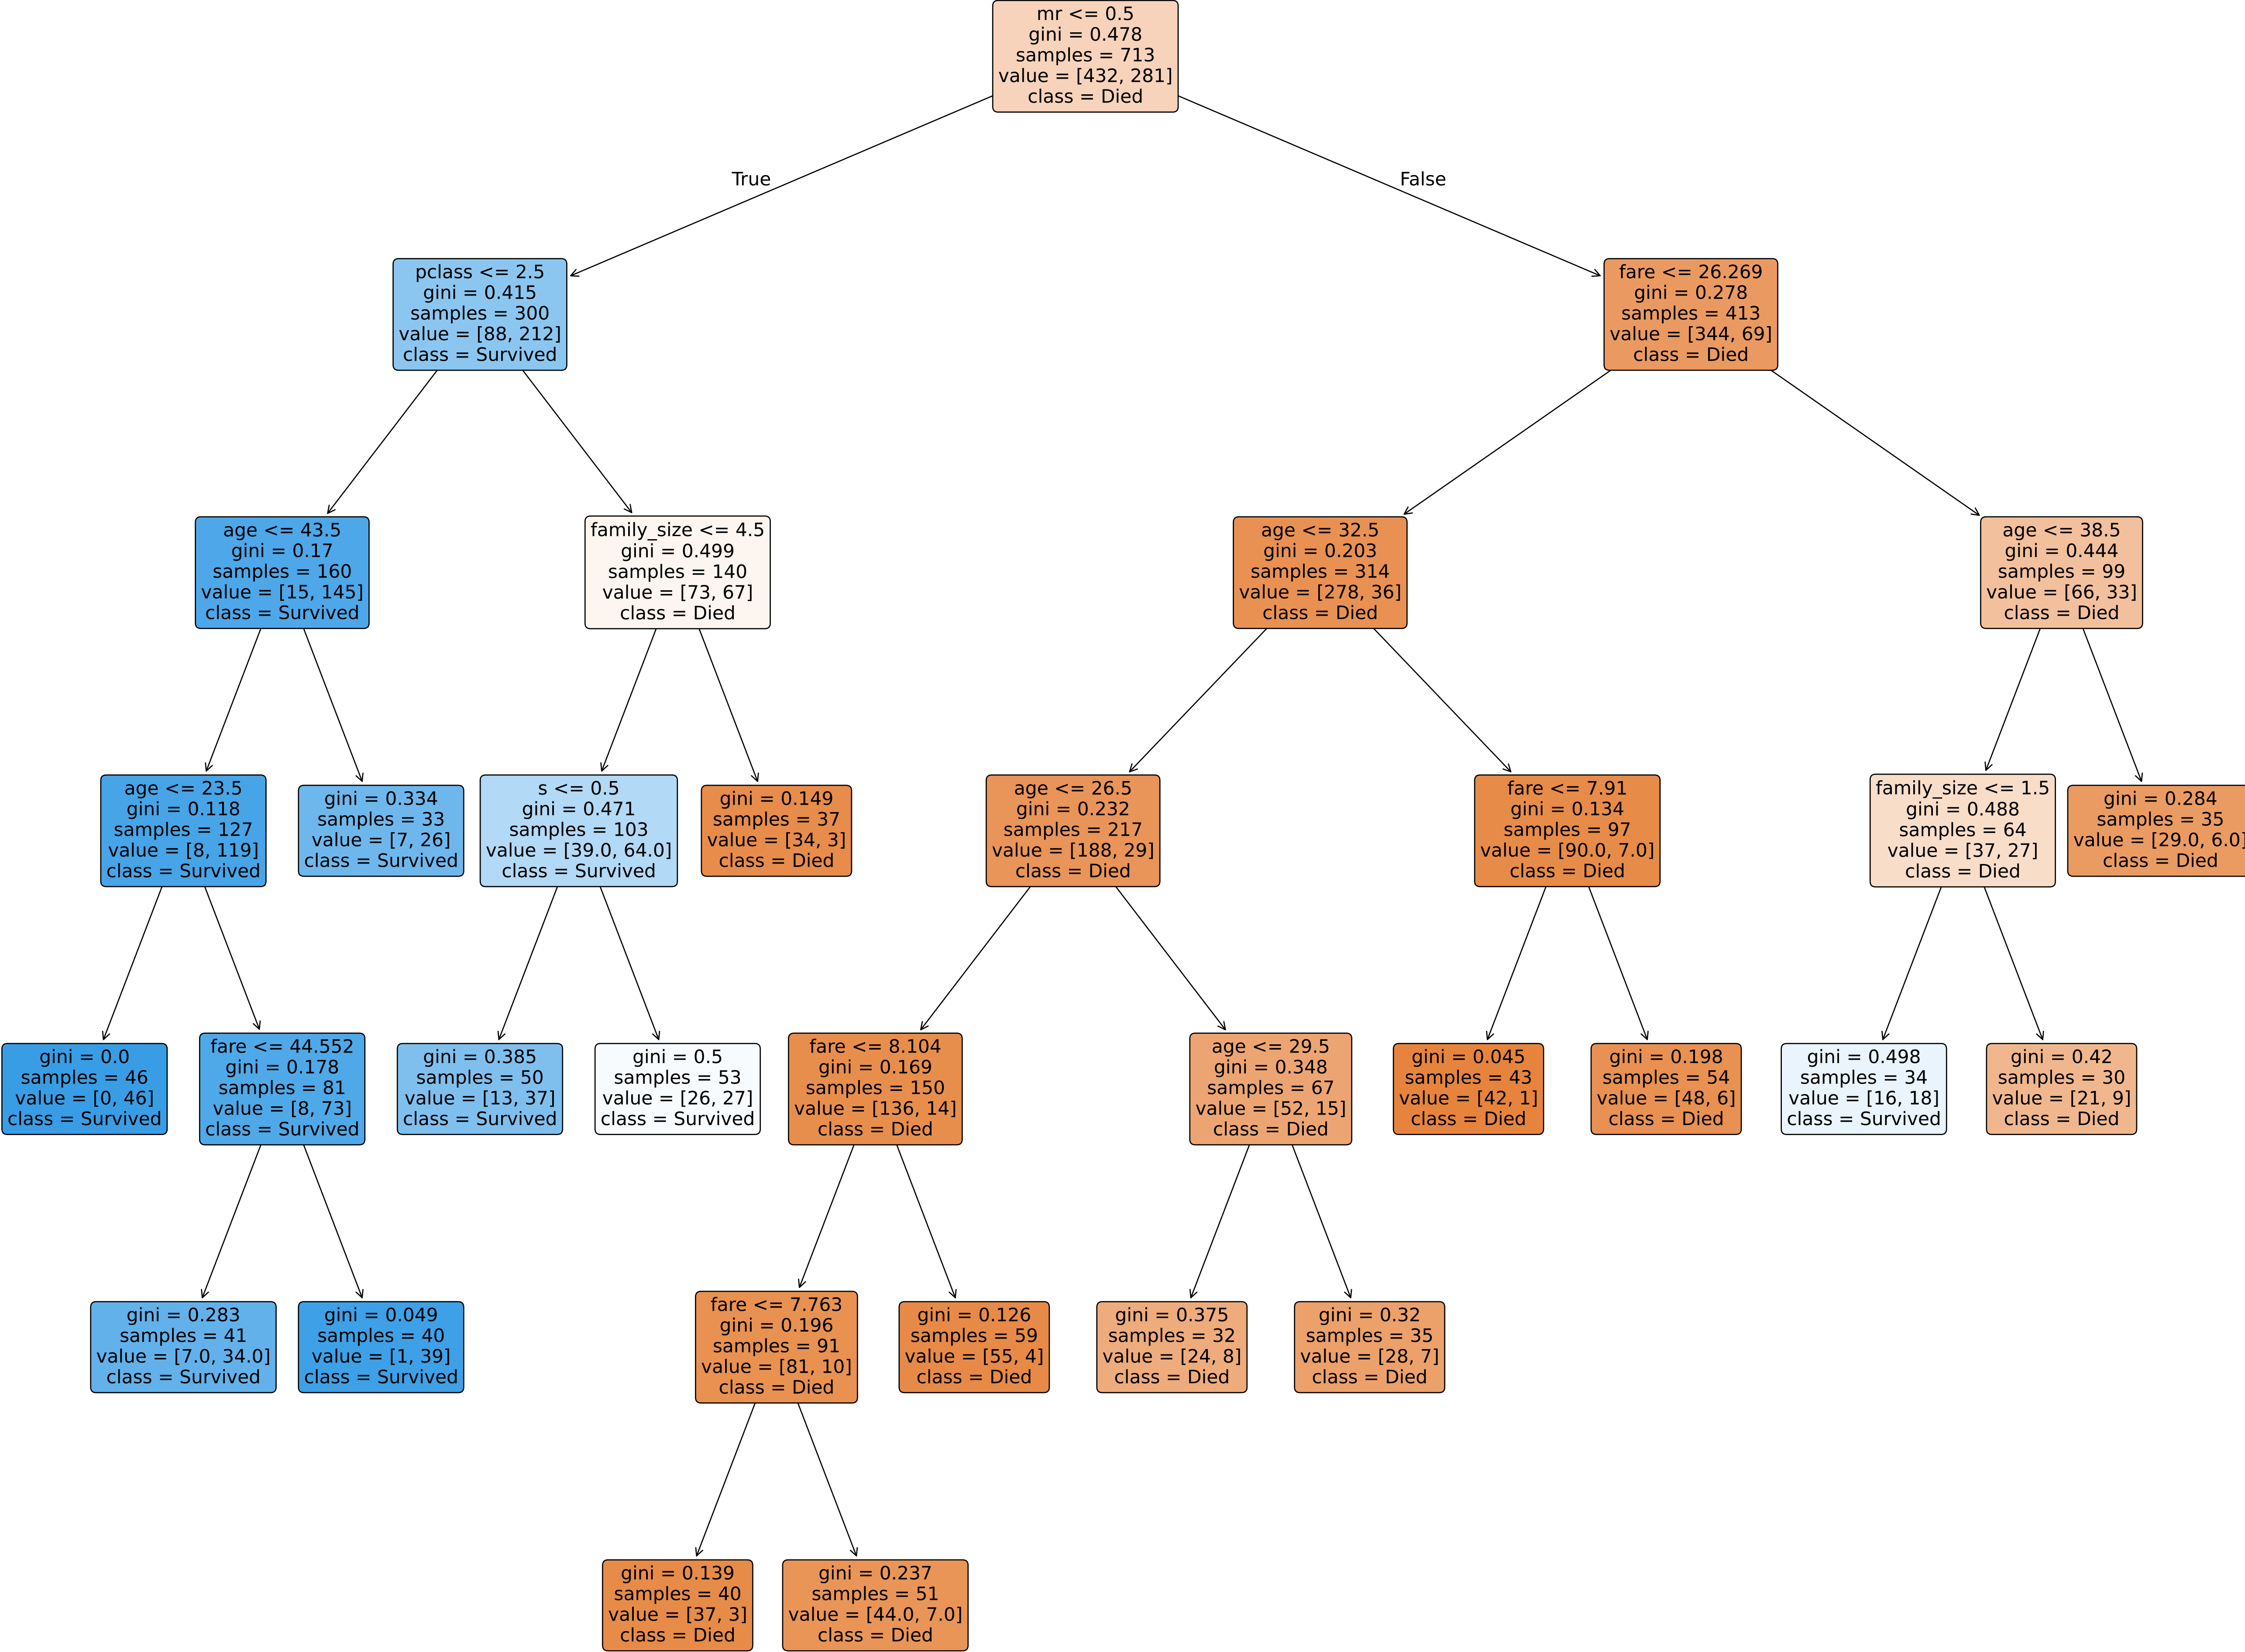 mr <= 0.5
gini = 0.478
samples = 713
value = [432, 281]
class = Died
True
False
pclass <= 2.5
gini = 0.415
samples = 300
value = [88, 212]
class = Survived
fare <= 26.269
gini = 0.278
samples = 413
value = [344, 69]
class = Died
age <= 43.5
gini = 0.17
samples = 160
value = [15, 145]
class = Survived
family_size <= 4.5
gini = 0.499
samples = 140
value = [73, 67]
class = Died
age <= 32.5
gini = 0.203
samples = 314
value = [278, 36]
class = Died
age <= 38.5
gini = 0.444
samples = 99
value = [66, 33]
class = Died
age <= 23.5
gini = 0.118
samples = 127
value = [8, 119]
class = Survived
gini = 0.334
samples = 33
value = [7, 26]
class = Survived
s <= 0.5
gini = 0.471
samples = 103
value = [39.0, 64.0]
class = Survived
gini = 0.149
samples = 37
value = [34, 3]
class = Died
age <= 26.5
gini = 0.232
samples = 217
value = [188, 29]
class = Died
fare <= 7.91
gini = 0.134
samples = 97
value = [90.0, 7.0]
class = Died
family_size <= 1.5
gini = 0.488
samples = 64
value = [37, 27]
class = Died
gini = 0.284
samples = 35
value = [29.0, 6.0]
class = Died
gini = 0.0
samples = 46
value = [0, 46]
class = Survived
fare <= 44.552
gini = 0.178
samples = 81
value = [8, 73]
class = Survived
gini = 0.385
samples = 50
value = [13, 37]
class = Survived
gini = 0.5
samples = 53
value = [26, 27]
class = Survived
fare <= 8.104
gini = 0.169
samples = 150
value = [136, 14]
class = Died
age <= 29.5
gini = 0.348
samples = 67
value = [52, 15]
class = Died
gini = 0.045
samples = 43
value = [42, 1]
class = Died
gini = 0.198
samples = 54
value = [48, 6]
class = Died
gini = 0.498
samples = 34
value = [16, 18]
class = Survived
gini = 0.42
samples = 30
value = [21, 9]
class = Died
gini = 0.283
samples = 41
value = [7.0, 34.0]
class = Survived
gini = 0.049
samples = 40
value = [1, 39]
class = Survived
fare <= 7.763
gini = 0.196
samples = 91
value = [81, 10]
class = Died
gini = 0.126
samples = 59
value = [55, 4]
class = Died
gini = 0.375
samples = 32
value = [24, 8]
class = Died
gini = 0.32
samples = 35
value = [28, 7]
class = Died
gini = 0.139
samples = 40
value = [37, 3]
class = Died
gini = 0.237
samples = 51
value = [44.0, 7.0]
class = Died